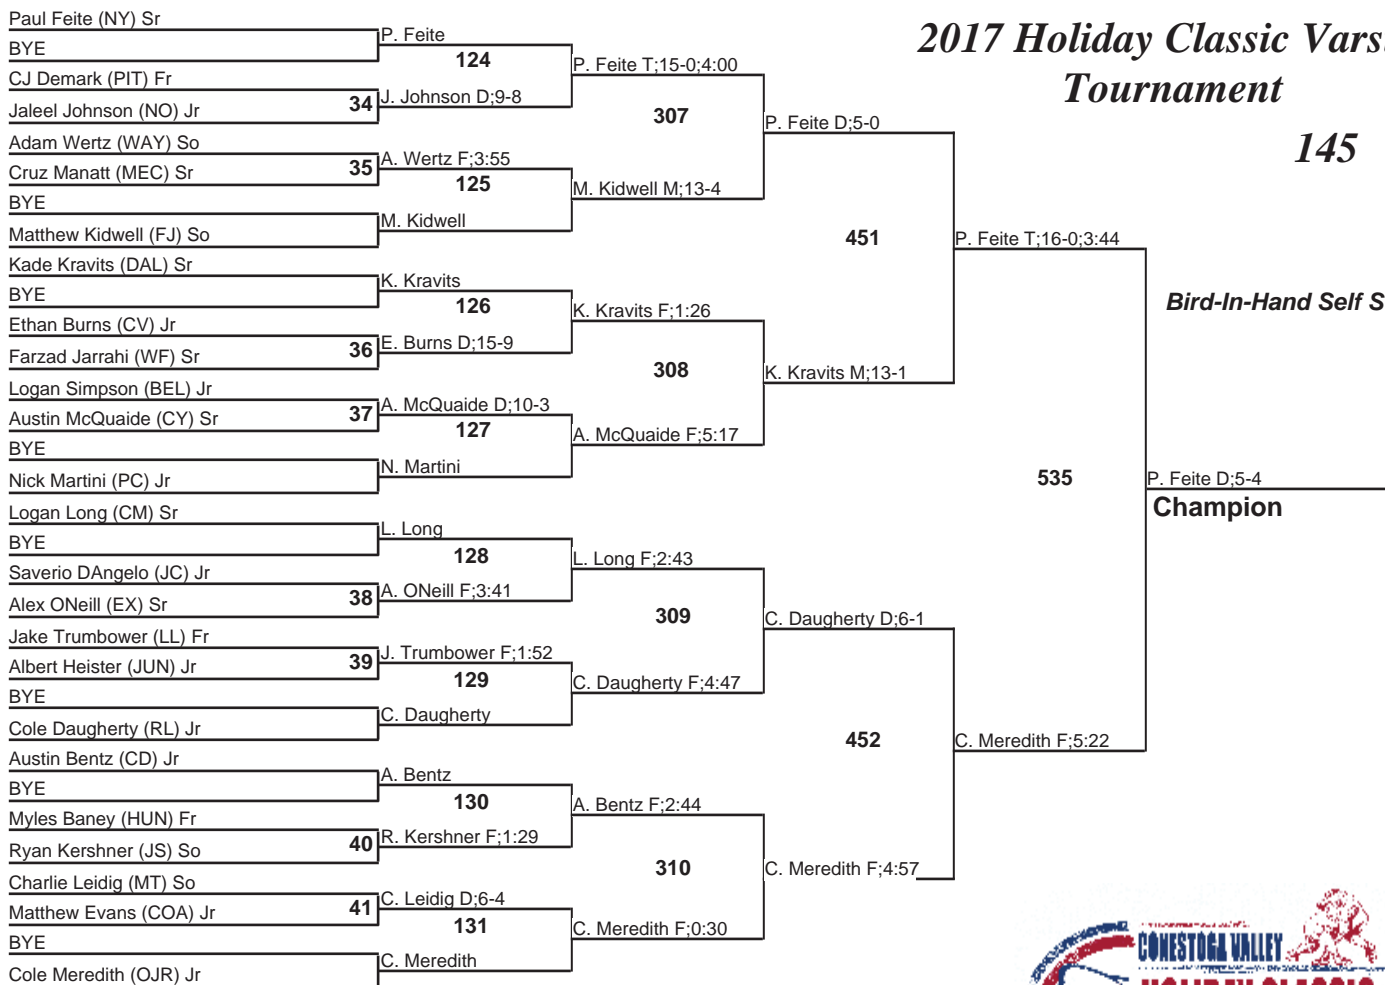 2017 Holiday Classic Vars
Tournament
145
Bird-In-Hand Self S
Paul Feite (NY) Sr
BYE
CJ Demark (PIT) Fr
Jaleel Johnson (NO) Jr
Adam Wertz (WAY) So
Cruz Manatt (MEC) Sr
BYE
Matthew Kidwell (FJ) So
Kade Kravits (DAL) Sr
BYE
Ethan Burns (CV) Jr
Farzad Jarrahi (WF) Sr
Logan Simpson (BEL) Jr
Austin McQuaide (CY) Sr
BYE
Nick Martini (PC) Jr
Logan Long (CM) Sr
BYE
Saverio DAngelo (JC) Jr
Alex ONeill (EX) Sr
Jake Trumbower (LL) Fr
Albert Heister (JUN) Jr
BYE
Cole Daugherty (RL) Jr
Austin Bentz (CD) Jr
BYE
Myles Baney (HUN) Fr
Ryan Kershner (JS) So
Charlie Leidig (MT) So
Matthew Evans (COA) Jr
BYE
Cole Meredith (OJR) Jr
34
35
36
37
38
39
40
41
P. Feite
124
J. Johnson D;9-8
A. Wertz F;3:55
125
M. Kidwell
K. Kravits
126
E. Burns D;15-9
A. McQuaide D;10-3
127
N. Martini
L. Long
128
A. ONeill F;3:41
J. Trumbower F;1:52
129
C. Daugherty
A. Bentz
130
R. Kershner F;1:29
C. Leidig D;6-4
131
C. Meredith
P. Feite T;15-0;4:00
307
M. Kidwell M;13-4
K. Kravits F;1:26
308
A. McQuaide F;5:17
L. Long F;2:43
309
C. Daugherty F;4:47
A. Bentz F;2:44
310
C. Meredith F;0:30
P. Feite D;5-0
451
K. Kravits M;13-1
C. Daugherty D;6-1
452
C. Meredith F;4:57
P. Feite T;16-0;3:44
535
C. Meredith F;5:22
P. Feite D;5-4
Champion
CONESTOGA VALLEY
HOLIDAY CLASSIC